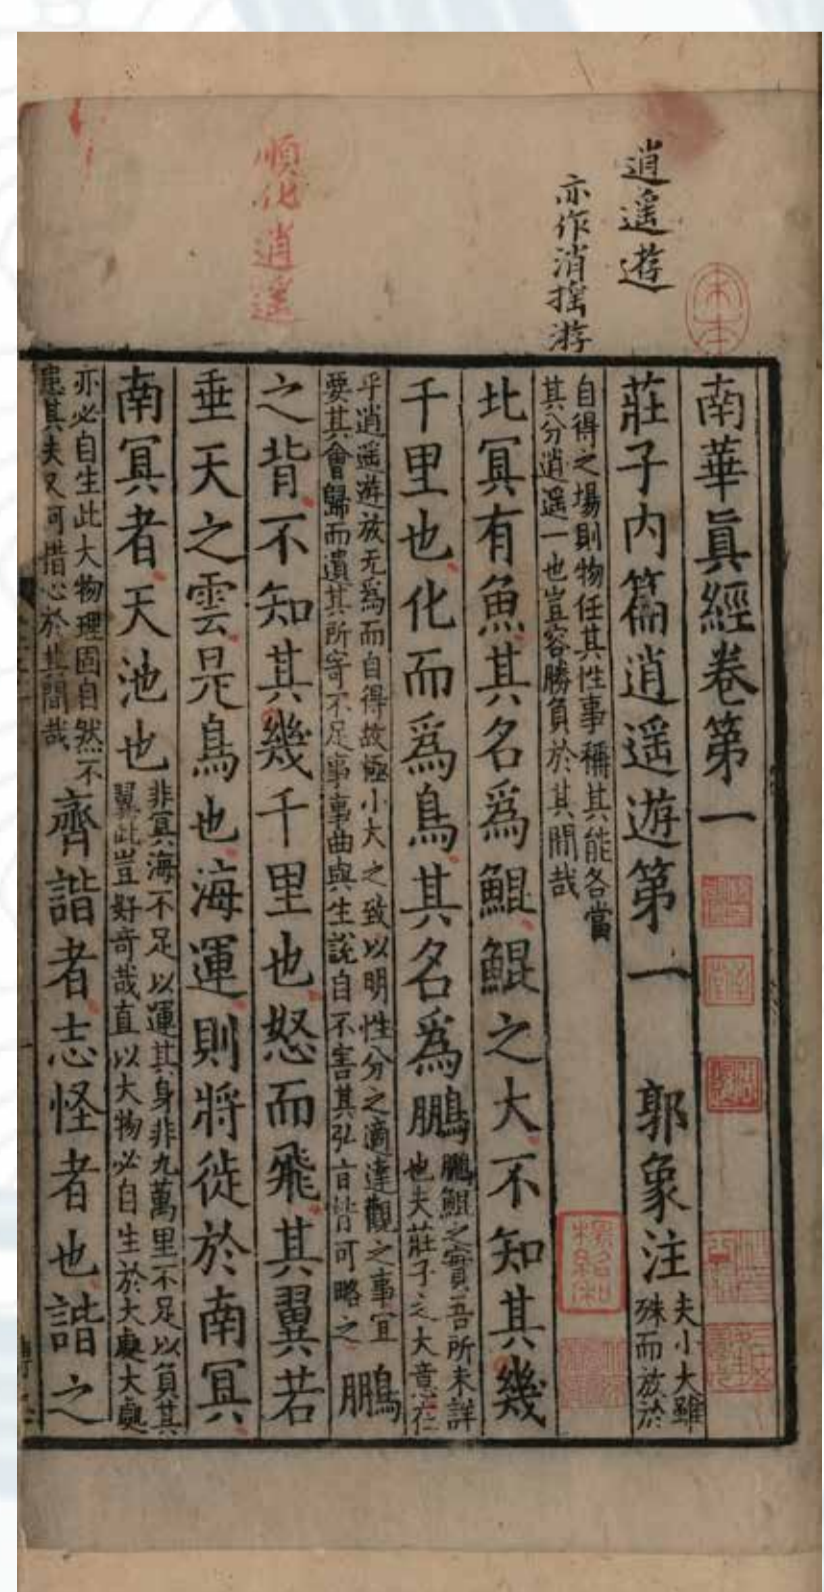 逍遙遊
亦作消摇游
順化逍遥
南華眞經卷第一
莊子内篇逍遥遊第一 郭象注 夫小大雖
殊而放於
自得之場則物任其性事稱其能各當
其分逍遥一也豈容勝負於其間哉
北冥有魚其名爲鯤鯤之大不知其幾
千里也化而爲鳥其名爲鵬 鵬鯤之實吾所未詳
也夫莊子之大意在
乎逍遥遊放无爲而自得故極小大之致以明性分之適達觀之事宜
要其會歸而遺其所寄不足事事曲與生說自不害其弘旨皆可略之 鵬
之背不知其幾千里也怒而飛其翼若
垂天之雲是鳥也海運則將徙於南冥
南冥者天池也 非冥海不足以運其身非九萬里不足以負其
翼此豈好奇哉直以大物必自生於大處大處
亦必自生此大物理固自然不
患其失又何措心於其間哉 齊諧者志怪者也諧之